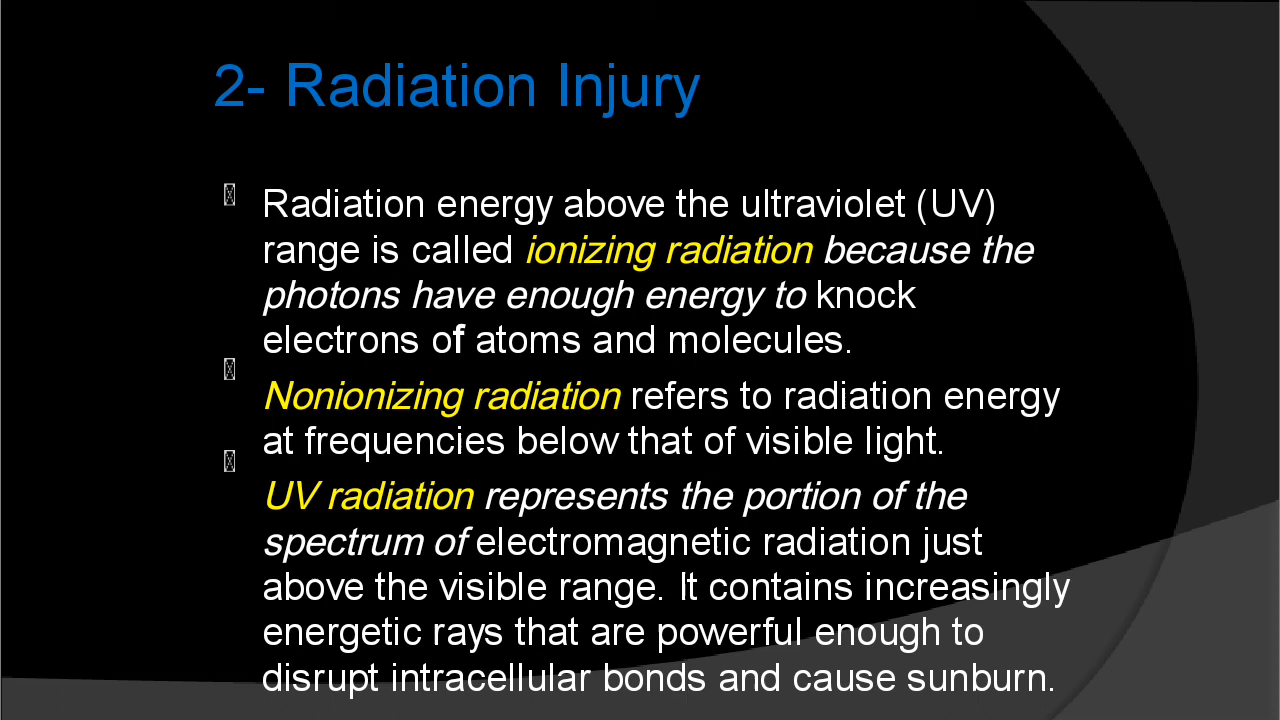 2- Radiation Injury
Radiation energy above the ultraviolet (UV)
range is called ionizing radiation because the
photons have enough energy to knock
electrons of atoms and molecules.
Nonionizing radiation refers to radiation energy
at frequencies below that of visible light.
UV radiation represents the portion of the
spectrum of electromagnetic radiation just
above the visible range. It contains increasingly
energetic rays that are powerful enough to
disrupt intracellular bonds and cause sunburn.